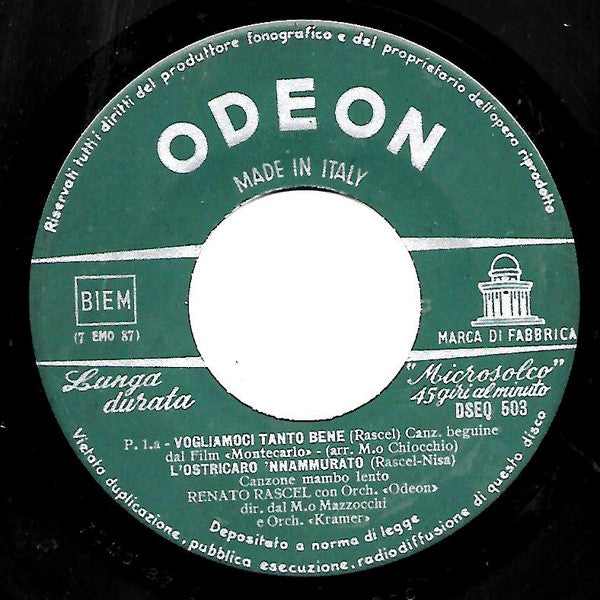 Riservati tutti i diritti del produttore fonografico e del proprietario dell'opera riprodotta
ODEON
MADE IN ITALY
BIEM
(7 EMO 87)
MARCA DI FABBRICA
Lunga
durata
"Microsolco"
45 giri al minuto
DSEQ 503
P. 1.a - VOGLIAMOCI TANTO BENE (Rascel) Canz. beguine
dal Film «Montecarlo» - (arr. M.o Chiocchio)
L'OSTRICARO 'NNAMMURATO (Rascel-Nisa)
Canzone mambo lento
RENATO RASCEL con Orch. «Odeon»
dir. dal M.o Mazzocchi
e Orch. «Kramer»
Depositato a norma di legge
Vietata duplicazione, pubblica esecuzione, radiodiffusione di questo disco